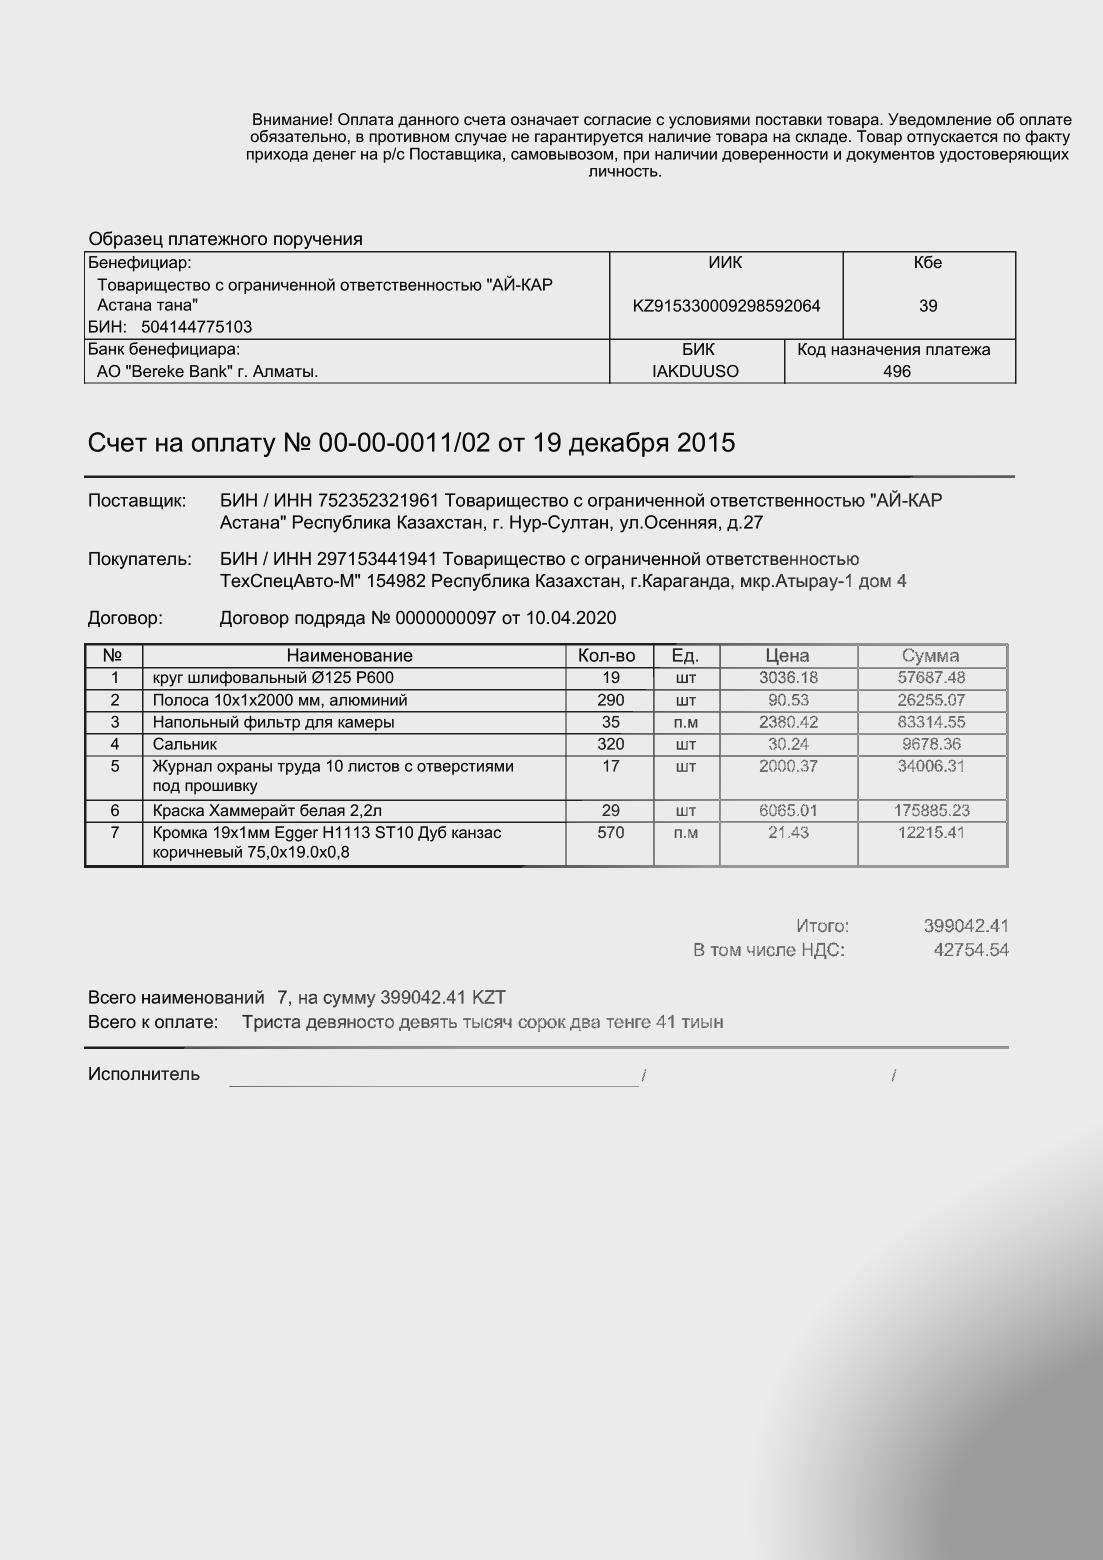 Внимание! Оплата данного счета означает согласие с условиями поставки товара. Уведомление об оплате
обязательно, в противном случае не гарантируется наличие товара на складе. Товар отпускается по факту
прихода денег на р/с Поставщика, самовывозом, при наличии доверенности и документов удостоверяющих
личность.
Образец платежного поручения
Бенефициар: ИИК Кбе
Товарищество с ограниченной ответственностью "АЙ-КАР
Астана тана" KZ915330009298592064 39
БИН: 504144775103
Банк бенефициара: БИК Код назначения платежа
АО "Bereke Bank" г. Алматы. IAKDUUSO 496
Счет на оплату № 00-00-0011/02 от 19 декабря 2015
Поставщик: БИН / ИНН 752352321961 Товарищество с ограниченной ответственностью "АЙ-КАР
Астана" Республика Казахстан, г. Нур-Султан, ул.Осенняя, д.27
Покупатель: БИН / ИНН 297153441941 Товарищество с ограниченной ответственностью
ТехСпецАвто-М" 154982 Республика Казахстан, г.Караганда, мкр.Атырау-1 дом 4
Договор: Договор подряда № 0000000097 от 10.04.2020
№ Наименование Кол-во Ед. Цена Сумма
1 круг шлифовальный Ø125 Р600 19 шт 3036.18 57687.48
2 Полоса 10х1х2000 мм, алюминий 290 шт 90.53 26255.07
3 Напольный фильтр для камеры 35 п.м 2380.42 83314.55
4 Сальник 320 шт 30.24 9678.36
5 Журнал охраны труда 10 листов с отверстиями 17 шт 2000.37 34006.31
под прошивку
6 Краска Хаммерайт белая 2,2л 29 шт 6065.01 175885.23
7 Кромка 19х1мм Egger H1113 ST10 Дуб канзас 570 п.м 21.43 12215.41
коричневый 75,0х19.0х0,8
Итого: 399042.41
В том числе НДС: 42754.54
Всего наименований 7, на сумму 399042.41 KZT
Всего к оплате: Триста девяносто девять тысяч сорок два тенге 41 тиын
Исполнитель / /